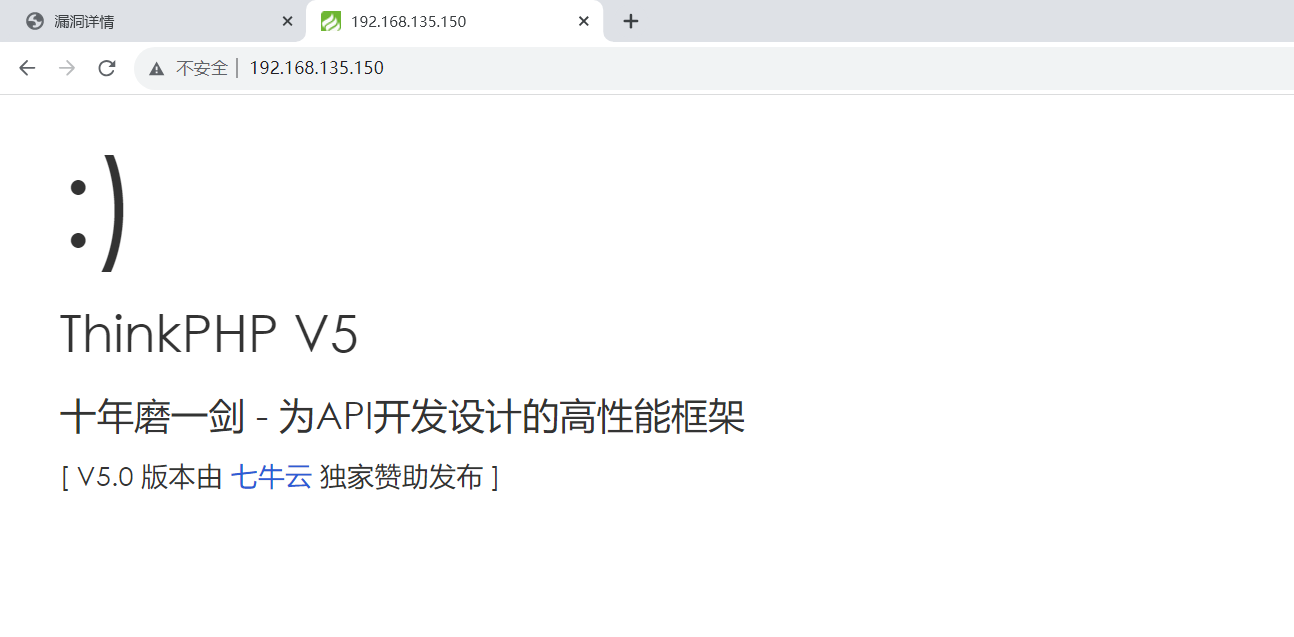 漏洞详情
192.168.135.150
不安全 | 192.168.135.150
:)
ThinkPHP V5
十年磨一剑 - 为API开发设计的高性能框架
[ V5.0 版本由 七牛云 独家赞助发布 ]